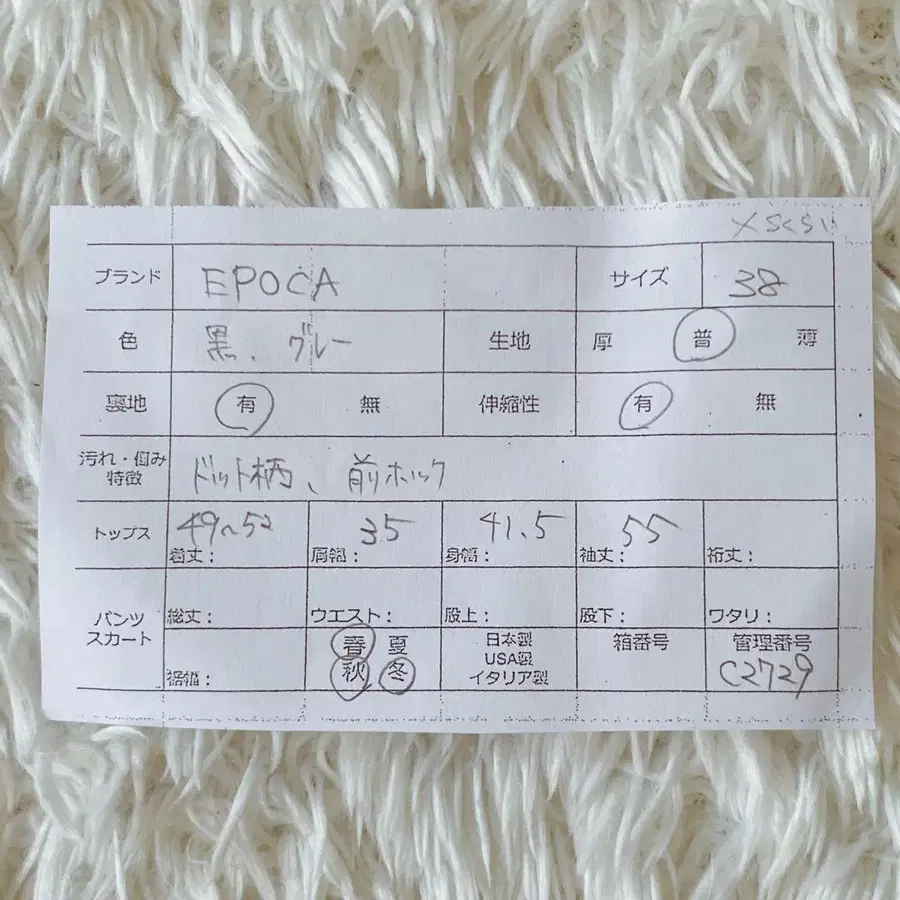 ブランド EPOCA サイズ 38
色 黒、グレー 生地 厚 普 薄
裏地 有 無 伸縮性 有 無
汚れ・傷み
特徴
ドット柄、前ホック
トップス 49~52 35 41.5 55
着丈: 肩幅: 身幅: 袖丈: 裄丈:
パンツ
スカート
総丈: ウエスト: 股上: 股下: ワタリ:
裾幅:
春 夏
秋 冬
日本製
USA製
イタリア製
箱番号
管理番号
C2729